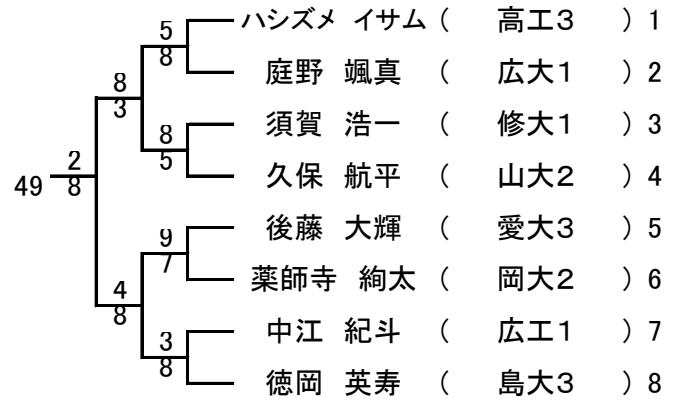 5 ハシズメ イサム ( 高工3 ) 1
8
8 庭野 颯真 ( 広大1 ) 2
3
8 須賀 浩一 ( 修大1 ) 3
5
2 久保 航平 ( 山大2 ) 4
49 8
9 後藤 大輝 ( 愛大3 ) 5
7
4 薬師寺 絢太 ( 岡大2 ) 6
8
3 中江 紀斗 ( 広工1 ) 7
8
徳岡 英寿 ( 島大3 ) 8